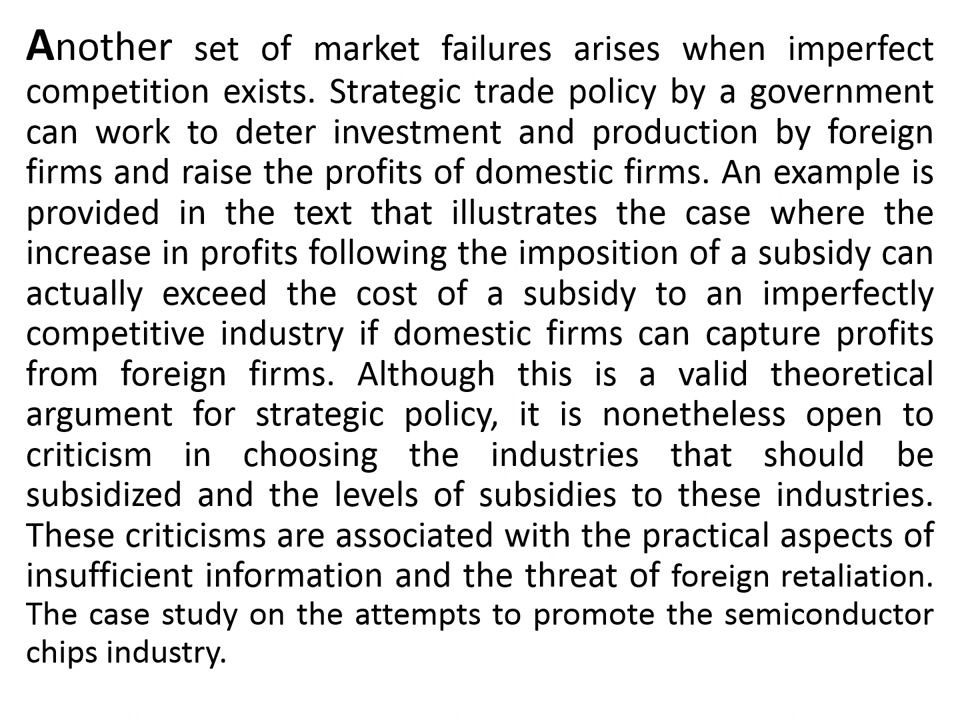 Another set of market failures arises when imperfect
competition exists. Strategic trade policy by a government
can work to deter investment and production by foreign
firms and raise the profits of domestic firms. An example is
provided in the text that illustrates the case where the
increase in profits following the imposition of a subsidy can
actually exceed the cost of a subsidy to an imperfectly
competitive industry if domestic firms can capture profits
from foreign firms. Although this is a valid theoretical
argument for strategic policy, it is nonetheless open to
criticism in choosing the industries that should be
subsidized and the levels of subsidies to these industries.
These criticisms are associated with the practical aspects of
insufficient information and the threat of foreign retaliation.
The case study on the attempts to promote the semiconductor
chips industry.